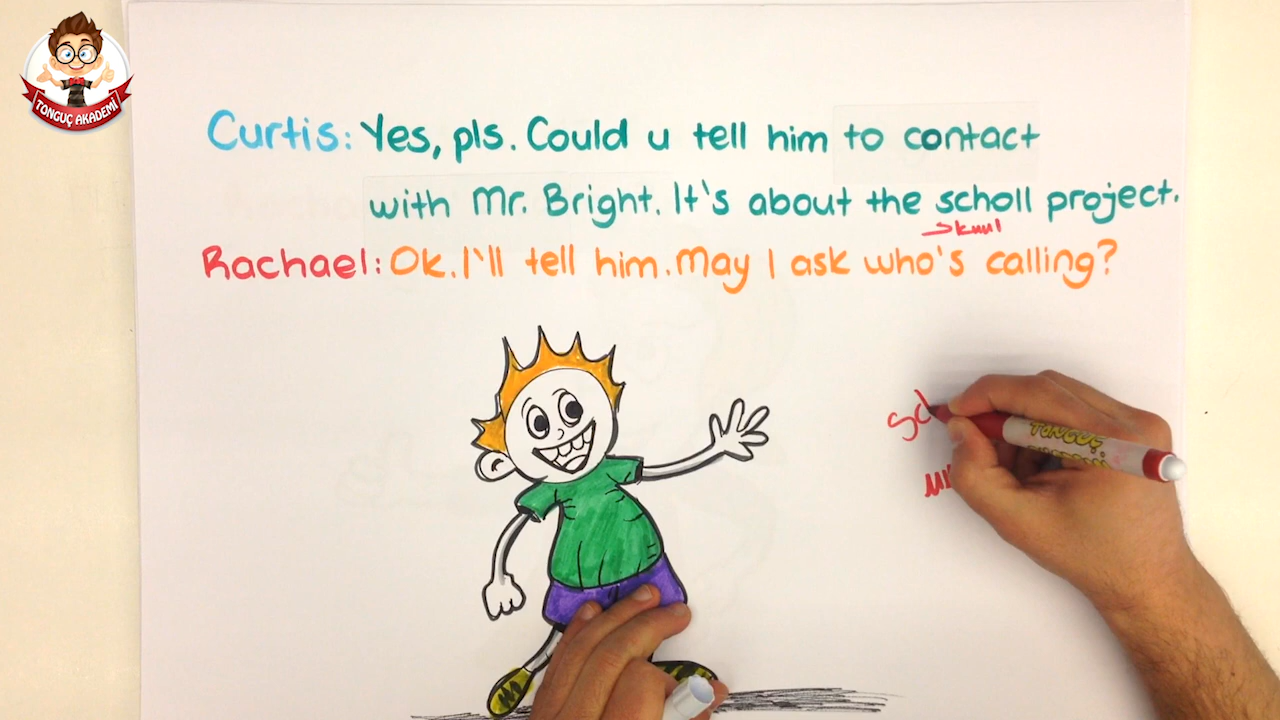 TONGUÇ AKADEMİ
Curtis: Yes, pls. Could u tell him to contact
with Mr. Bright. It's about the scholl project.
skuul
Rachael: Ok. I'll tell him. May I ask who's calling?
Sc
TONGUÇ